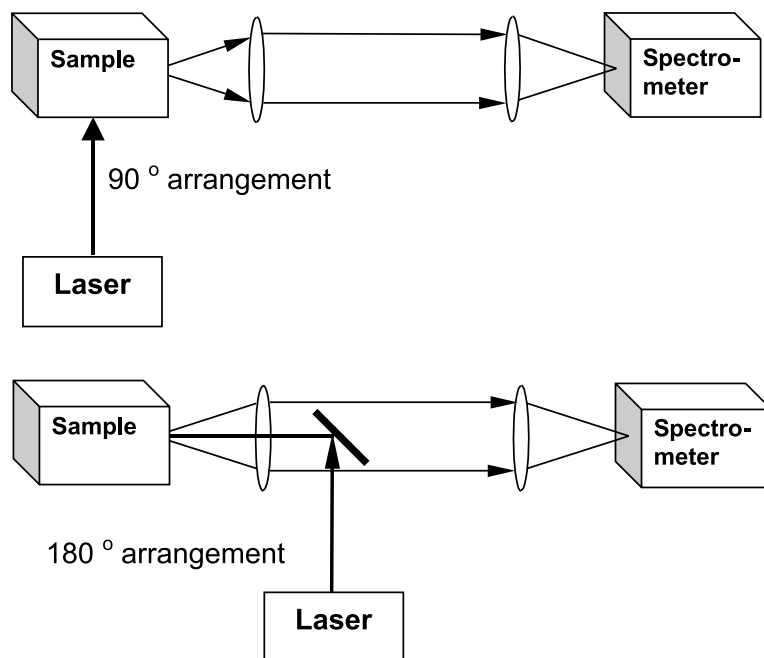 Sample
Spectro-
meter
90 ° arrangement
Laser
Sample
Spectro-
meter
180 ° arrangement
Laser